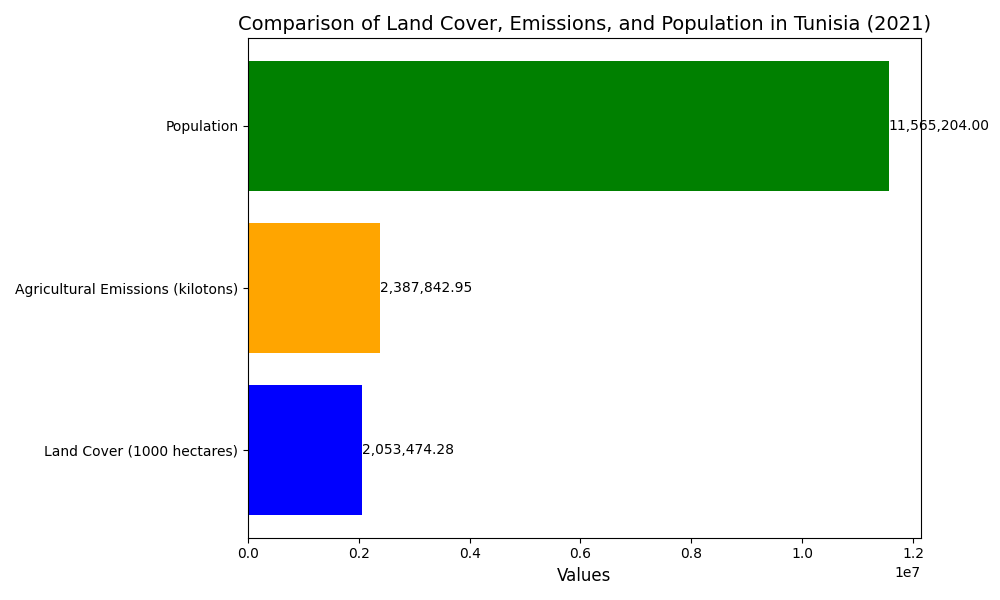 Comparison of Land Cover, Emissions, and Population in Tunisia (2021)
Population
11,565,204.00
Agricultural Emissions (kilotons)
2,387,842.95
Land Cover (1000 hectares)
2,053,474.28
0.0 0.2 0.4 0.6 0.8 1.0 1.2
1e7
Values